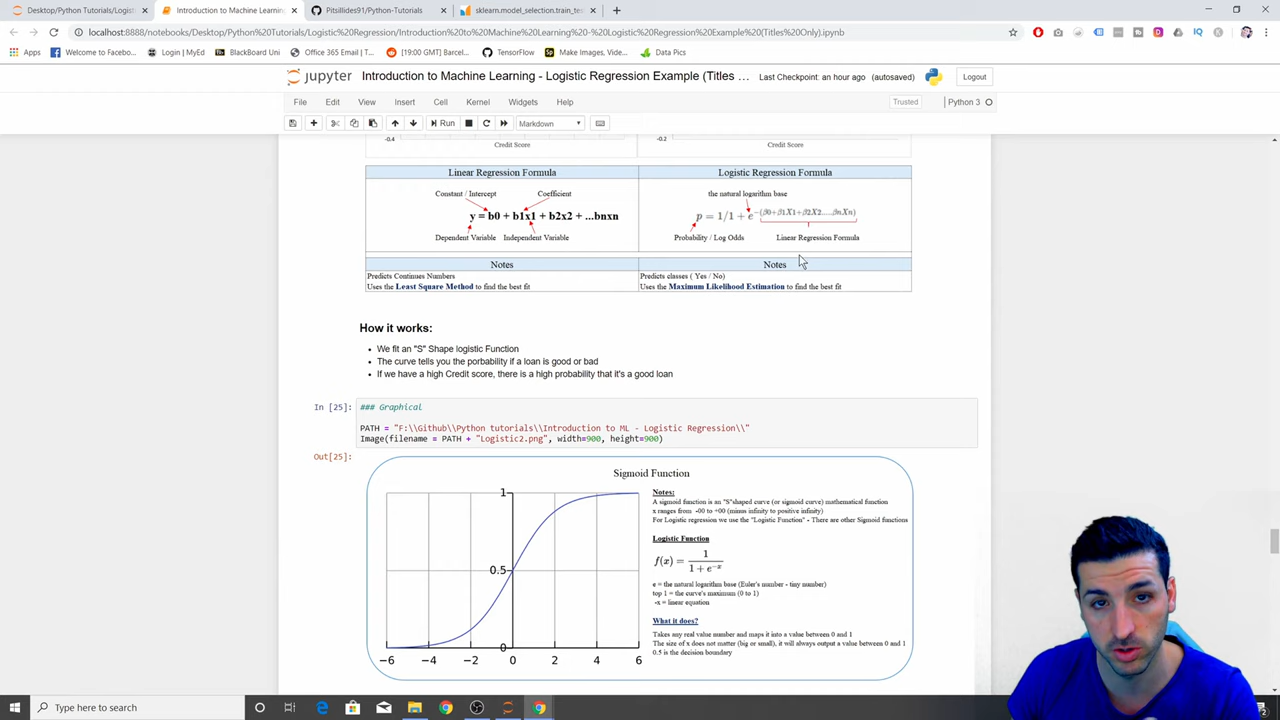 Desktop/Python Tutorials/Logisti
Introduction to Machine Learning
Pitsillides91/Python-Tutorials
sklearn.model_selection.train_tes
localhost:8888/notebooks/Desktop/Python%20Tutorials/Logistic%20Regression/Introduction%20to%20Machine%20Learning%20-%20Logistic%20Regression%20Example%20(Titles%20Only).ipynb
Apps
Welcome to Facebo...
Login | MyEd
BlackBoard Uni
Office 365 Email | T...
[19:00 GMT] Barcel...
TensorFlow
Make Images, Vide...
Data Pics
jupyter Introduction to Machine Learning - Logistic Regression Example (Titles ... Last Checkpoint: an hour ago (autosaved) Logout
File Edit View Insert Cell Kernel Widgets Help Trusted Python 3
Run Markdown
-0.4 -0.2
Credit Score Credit Score
Linear Regression Formula Logistic Regression Formula
Constant / Intercept Coefficient the natural logarithm base
y = b0 + b1x1 + b2x2 + ...bnxn p = 1/1 + e−(β0+β1X1+β2X2.....βnXn)
Dependent Variable Independent Variable Probability / Log Odds Linear Regression Formula
Notes Notes
Predicts Continues Numbers Predicts classes ( Yes / No)
Uses the Least Square Method to find the best fit Uses the Maximum Likelihood Estimation to find the best fit
How it works:
We fit an "S" Shape logistic Function
The curve tells you the porbability if a loan is good or bad
If we have a high Credit score, there is a high probability that it's a good loan
In [25]: ### Graphical
PATH = "F:\\Github\\Python tutorials\\Introduction to ML - Logistic Regression\\"
Image(filename = PATH + "Logistic2.png", width=900, height=900)
Out[25]:
Sigmoid Function
1
0.5
0
−6 −4 −2 0 2 4 6
Notes:
A sigmoid function is an "S"shaped curve (or sigmoid curve) mathematical function
x ranges from -00 to +00 (minus infinity to positive infinity)
For Logistic regression we use the "Logistic Function" - There are other Sigmoid functions
Logistic Function
f(x) = 1 / 1 + e−x
e = the natural logarithm base (Euler's number - tiny number)
top 1 = the curve's maximum (0 to 1)
-x = linear equation
What it does?
Takes any real value number and maps it into a value between 0 and 1
The size of x does not matter (big or small), it will always output a value between 0 and 1
0.5 is the decision boundary
Type here to search